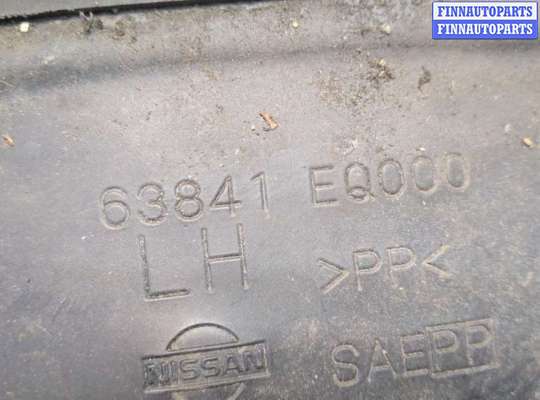 FINNAUTOPARTS
FINNAUTOPARTS
63841 EQ000
LH >PP<
NISSAN SAEPP